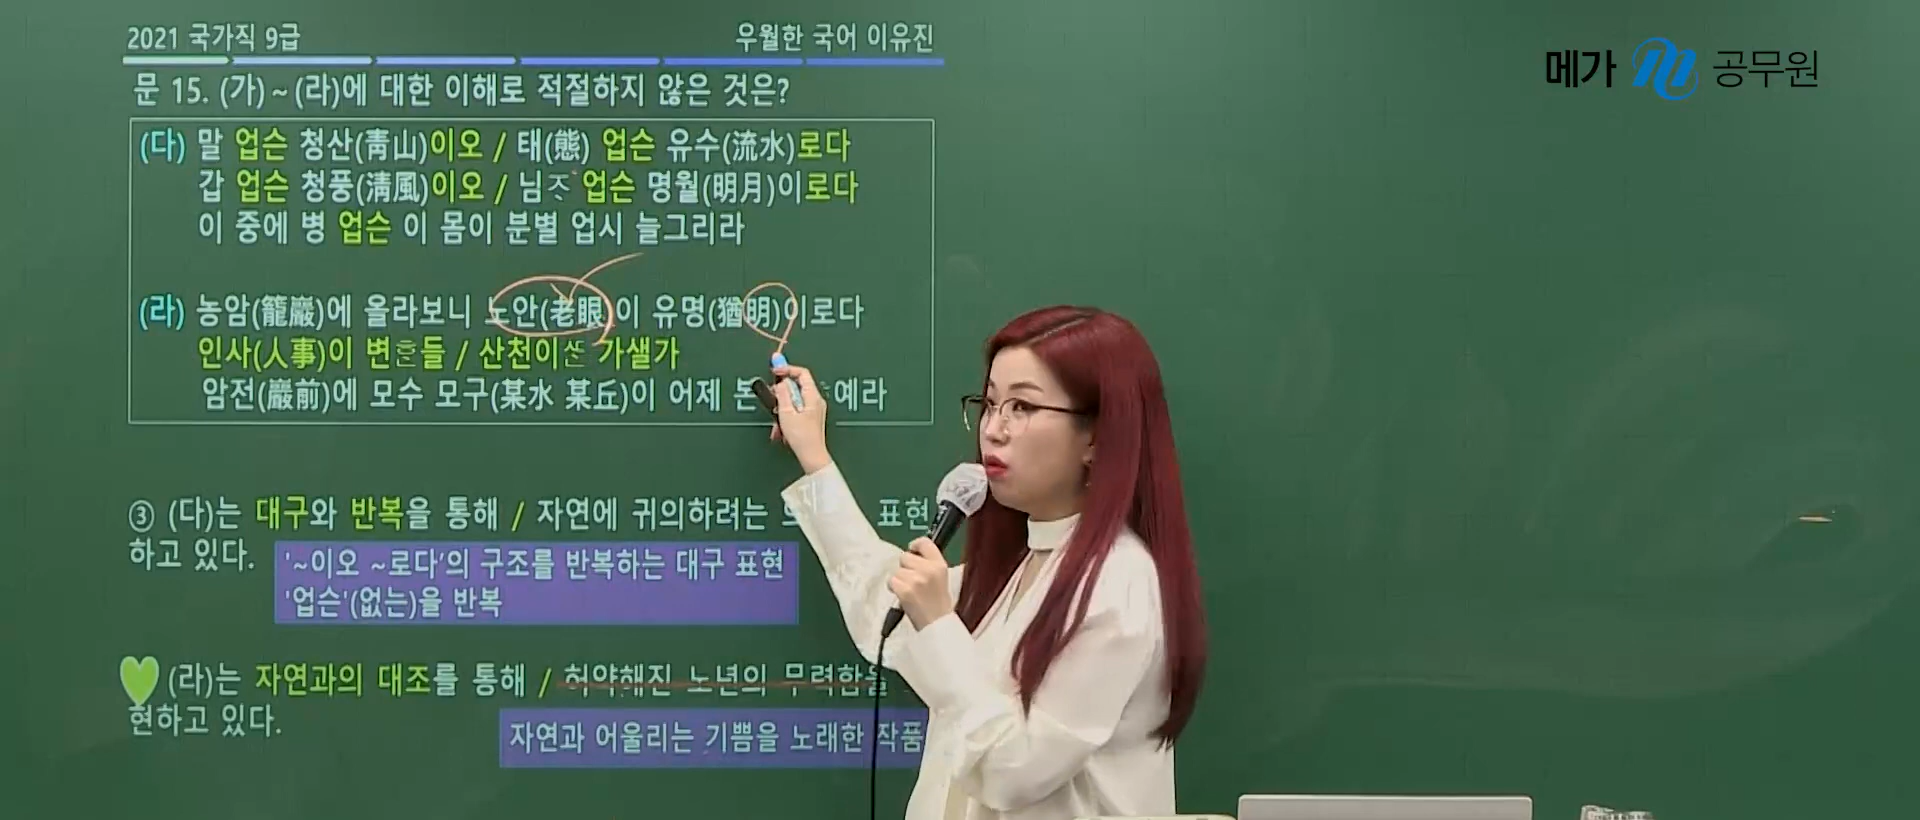 2021 국가직 9급
우월한 국어 이유진
메가 공무원
문 15. (가)~(라)에 대한 이해로 적절하지 않은 것은?
(다) 말 업슨 청산(靑山)이오 / 태(態) 업슨 유수(流水)로다
갑 업슨 청풍(淸風)이오 / 님ᄌᆞ 업슨 명월(明月)이로다
이 중에 병 업슨 이 몸이 분별 업시 늘그리라
(라) 농암(籠巖)에 올라보니 노안(老眼)이 유명(猶明)이로다
인사(人事)이 변ᄒᆞᆫ들 / 산천이ᄯᆞᆫ 가샐가
암전(巖前)에 모수 모구(某水 某丘)이 어제 본 예라
③ (다)는 대구와 반복을 통해 / 자연에 귀의하려는 표현
하고 있다.
'~이오 ~로다'의 구조를 반복하는 대구 표현
'업슨'(없는)을 반복
(라)는 자연과의 대조를 통해 / 허약해진 노년의 무력함을
현하고 있다.
자연과 어울리는 기쁨을 노래한 작품